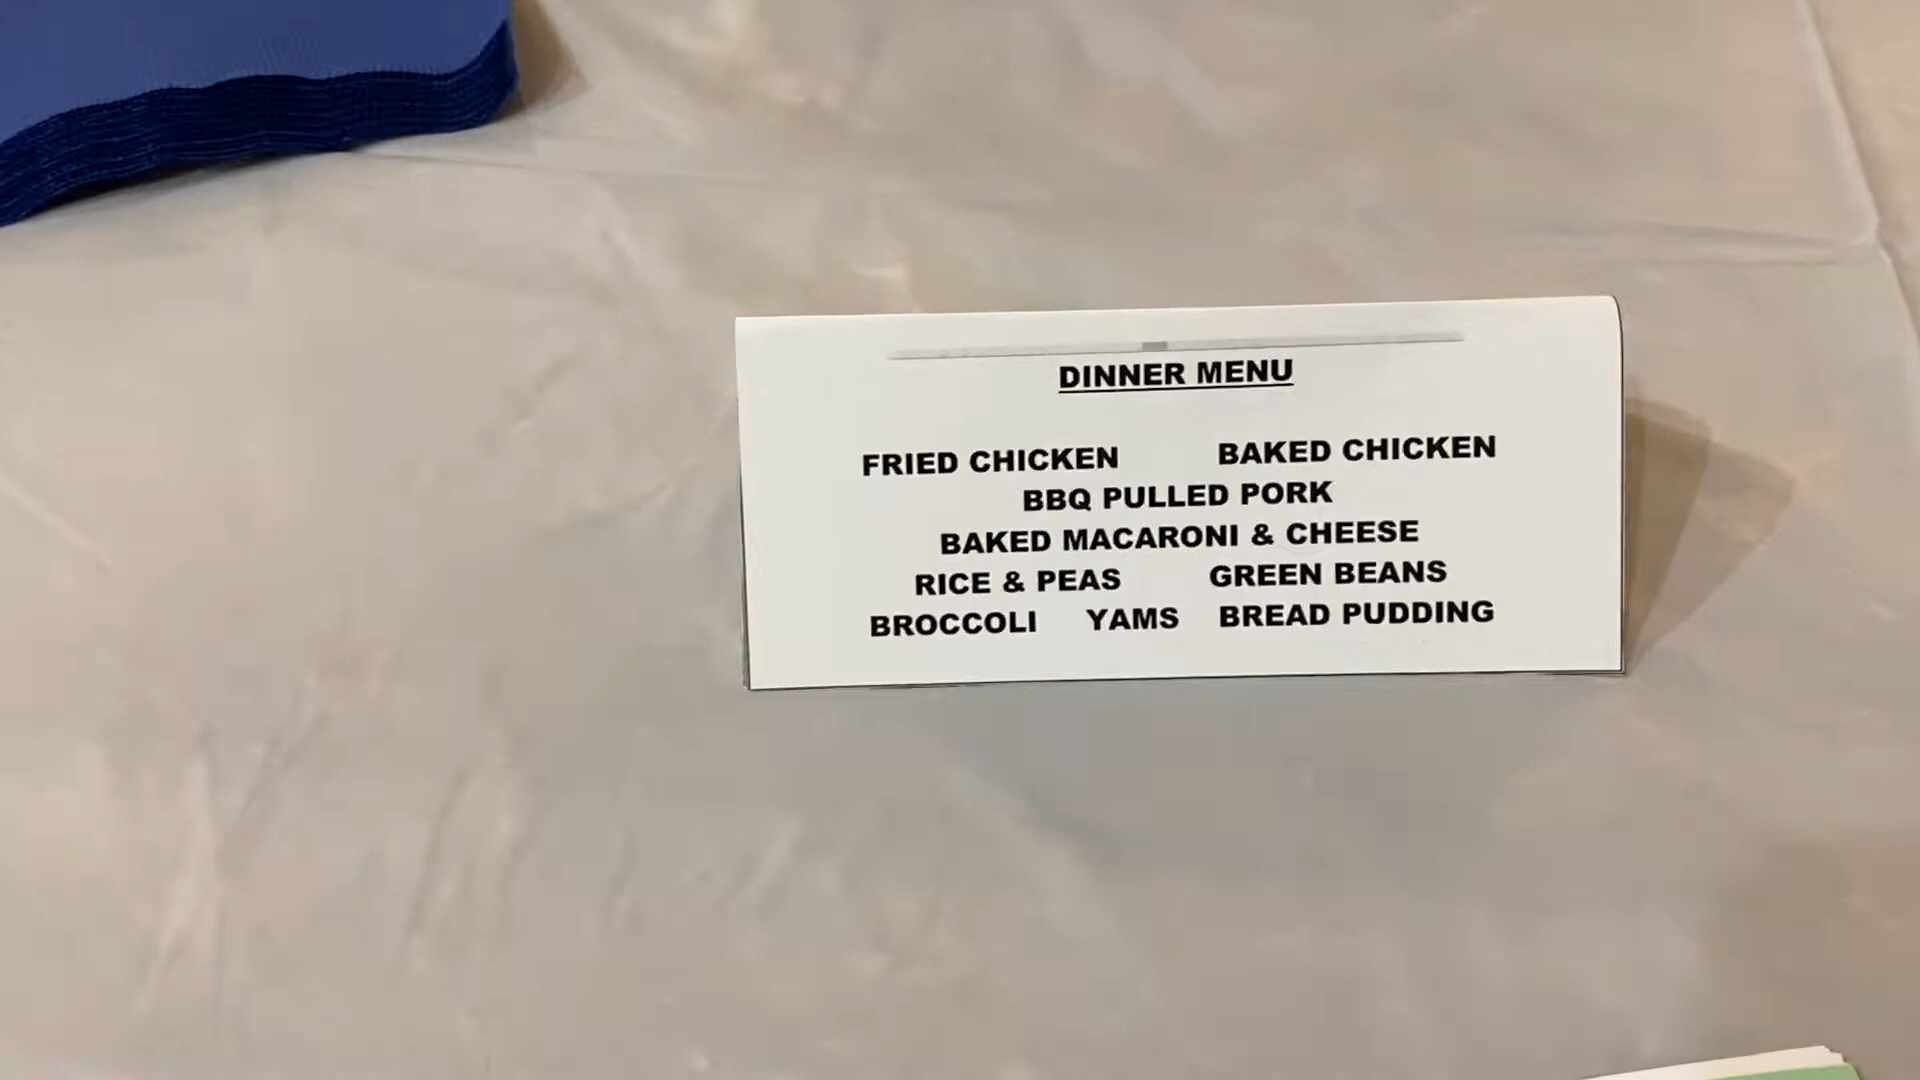 DINNER MENU
FRIED CHICKEN BAKED CHICKEN
BBQ PULLED PORK
BAKED MACARONI & CHEESE
RICE & PEAS GREEN BEANS
BROCCOLI YAMS BREAD PUDDING